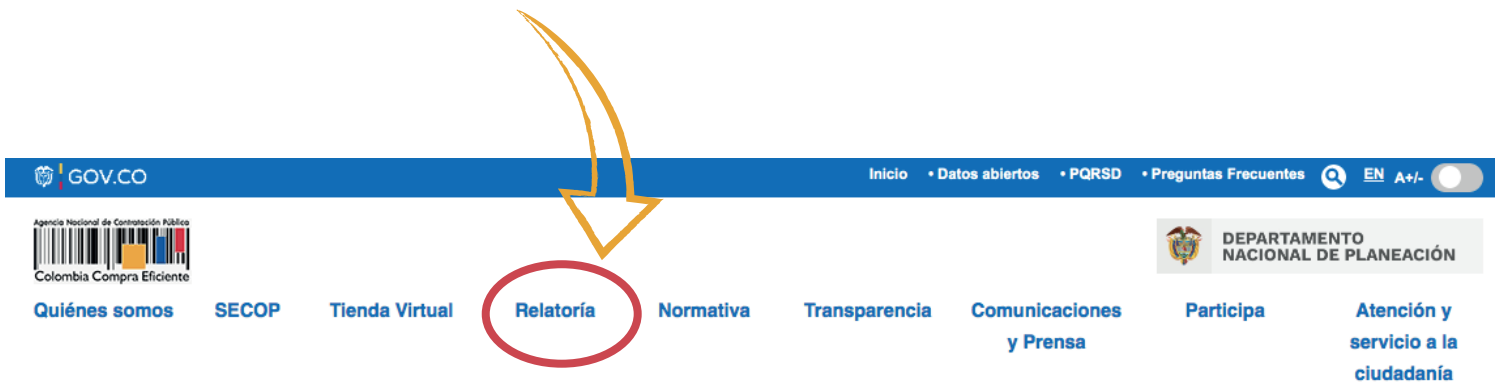 GOV.CO
Inicio • Datos abiertos • PQRSD • Preguntas Frecuentes EN A+/-
Agencia Nacional de Contratación Pública
Colombia Compra Eficiente
DEPARTAMENTO
NACIONAL DE PLANEACIÓN
Quiénes somos SECOP Tienda Virtual Relatoría Normativa Transparencia Comunicaciones
y Prensa Participa Atención y
servicio a la
ciudadanía